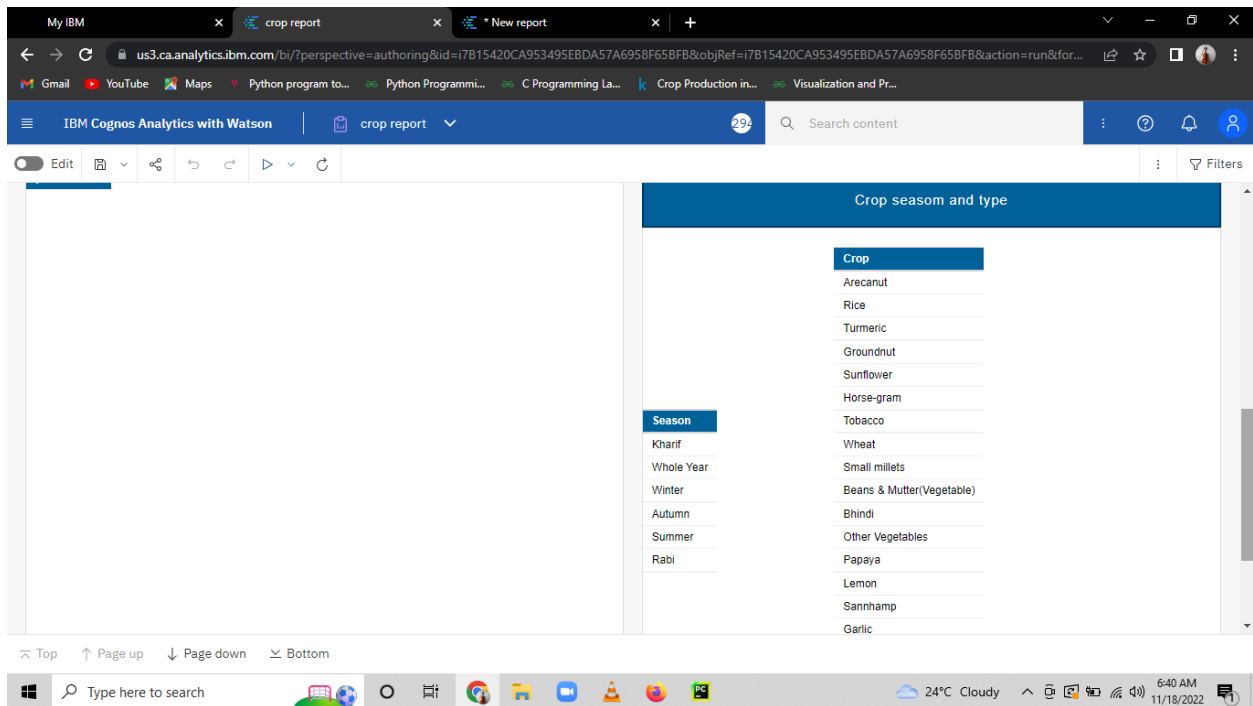 My IBM
crop report
* New report
us3.ca.analytics.ibm.com/bi/?perspective=authoring&id=i7B15420CA953495EBDA57A6958F65BFB&objRef=i7B15420CA953495EBDA57A6958F65BFB&action=run&for...
Gmail YouTube Maps Python program to... Python Programmi... C Programming La... Crop Production in... Visualization and Pr...
IBM Cognos Analytics with Watson
crop report
294
Search content
Edit
Filters
Crop seasom and type
Crop
Arecanut
Rice
Turmeric
Groundnut
Sunflower
Horse-gram
Tobacco
Wheat
Small millets
Beans & Mutter(Vegetable)
Bhindi
Other Vegetables
Papaya
Lemon
Sannhamp
Garlic
Season
Kharif
Whole Year
Winter
Autumn
Summer
Rabi
Top Page up Page down Bottom
Type here to search
PC
24°C Cloudy
6:40 AM
11/18/2022
1